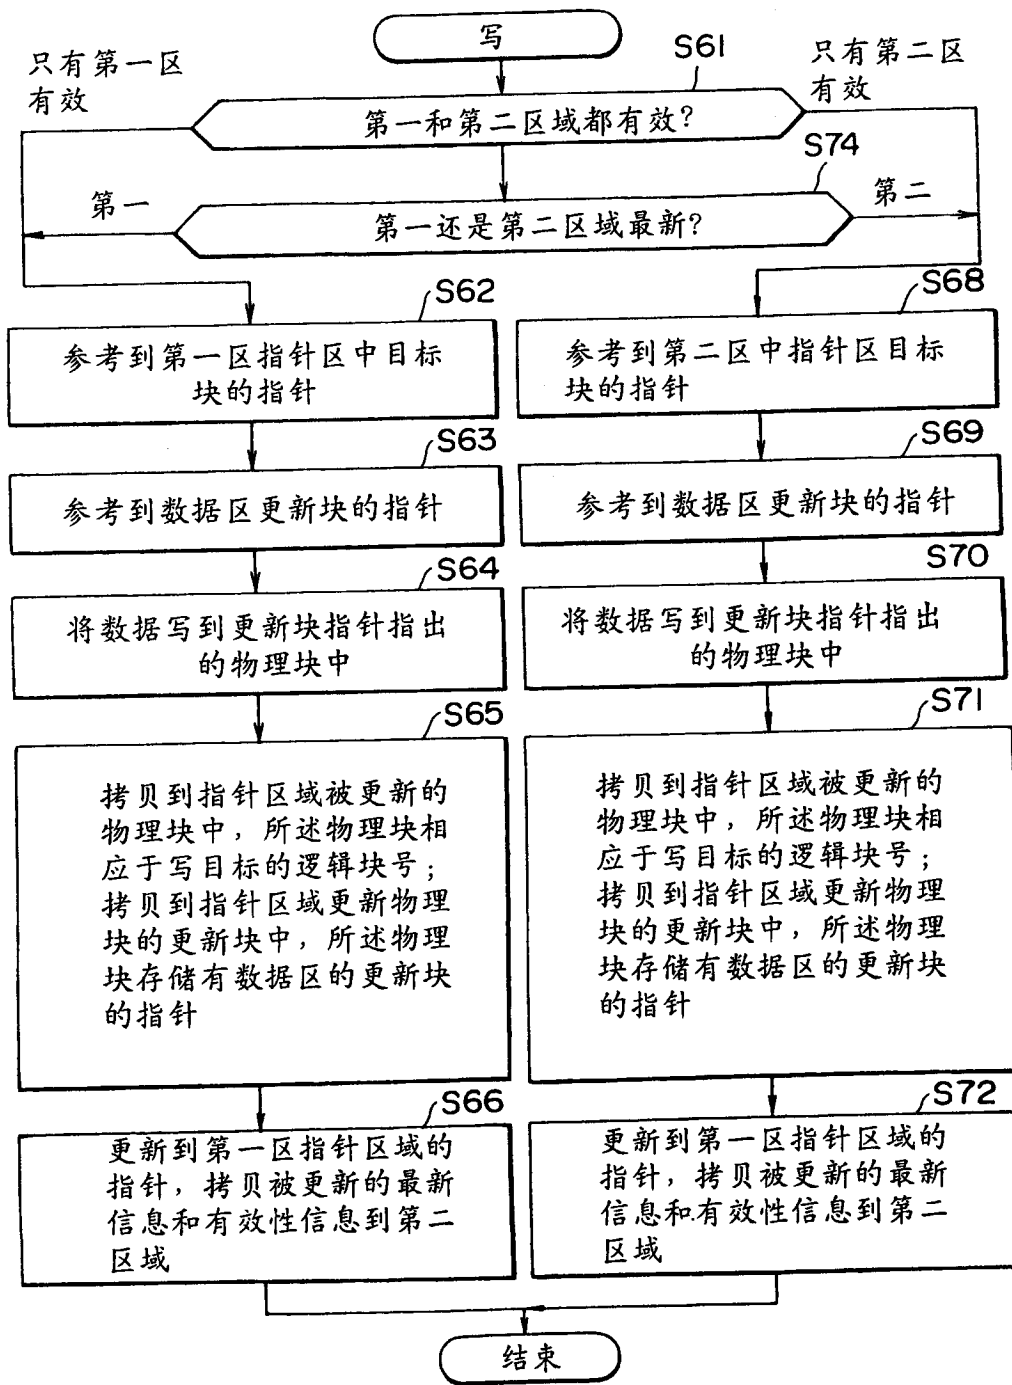 写
S61
只有第一区
有效
只有第二区
有效
第一和第二区域都有效?
S74
第一
第二
第一还是第二区域最新?
S62
参考到第一区指针区中目标
块的指针
S63
参考到数据区更新块的指针
S64
将数据写到更新块指针指出
的物理块中
S65
拷贝到指针区域被更新的
物理块中，所述物理块相
应于写目标的逻辑块号；
拷贝到指针区域更新物理
块的更新块中，所述物理
块存储有数据区的更新块
的指针
S66
更新到第一区指针区域的
指针，拷贝被更新的最新
信息和有效性信息到第二
区域
S68
参考到第二区中指针区目标
块的指针
S69
参考到数据区更新块的指针
S70
将数据写到更新块指针指出
的物理块中
S71
拷贝到指针区域被更新的
物理块中，所述物理块相
应于写目标的逻辑块号；
拷贝到指针区域更新物理
块的更新块中，所述物理
块存储有数据区的更新块
的指针
S72
更新到第一区指针区域的
指针，拷贝被更新的最新
信息和有效性信息到第二
区域
结束